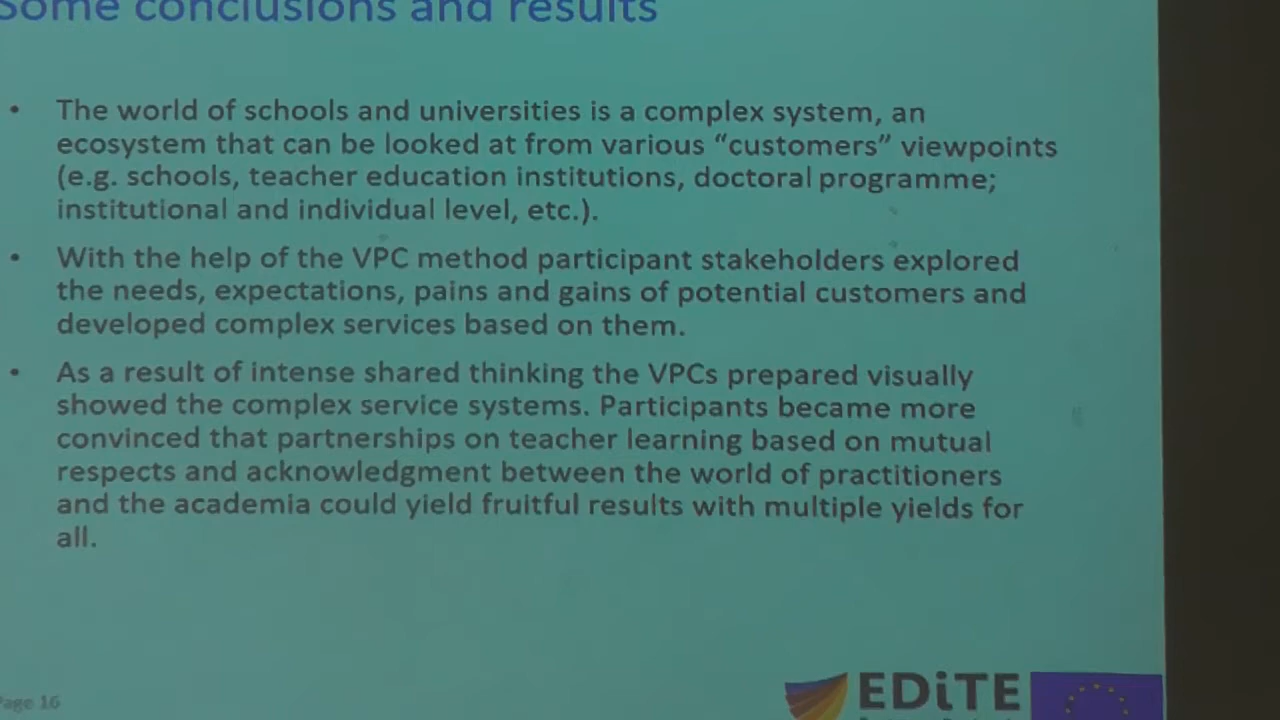 Some conclusions and results
• The world of schools and universities is a complex system, an
ecosystem that can be looked at from various “customers” viewpoints
(e.g. schools, teacher education institutions, doctoral programme;
institutional and individual level, etc.).
• With the help of the VPC method participant stakeholders explored
the needs, expectations, pains and gains of potential customers and
developed complex services based on them.
• As a result of intense shared thinking the VPCs prepared visually
showed the complex service systems. Participants became more
convinced that partnerships on teacher learning based on mutual
respects and acknowledgment between the world of practitioners
and the academia could yield fruitful results with multiple yields for
all.
Page 16
EDiTE